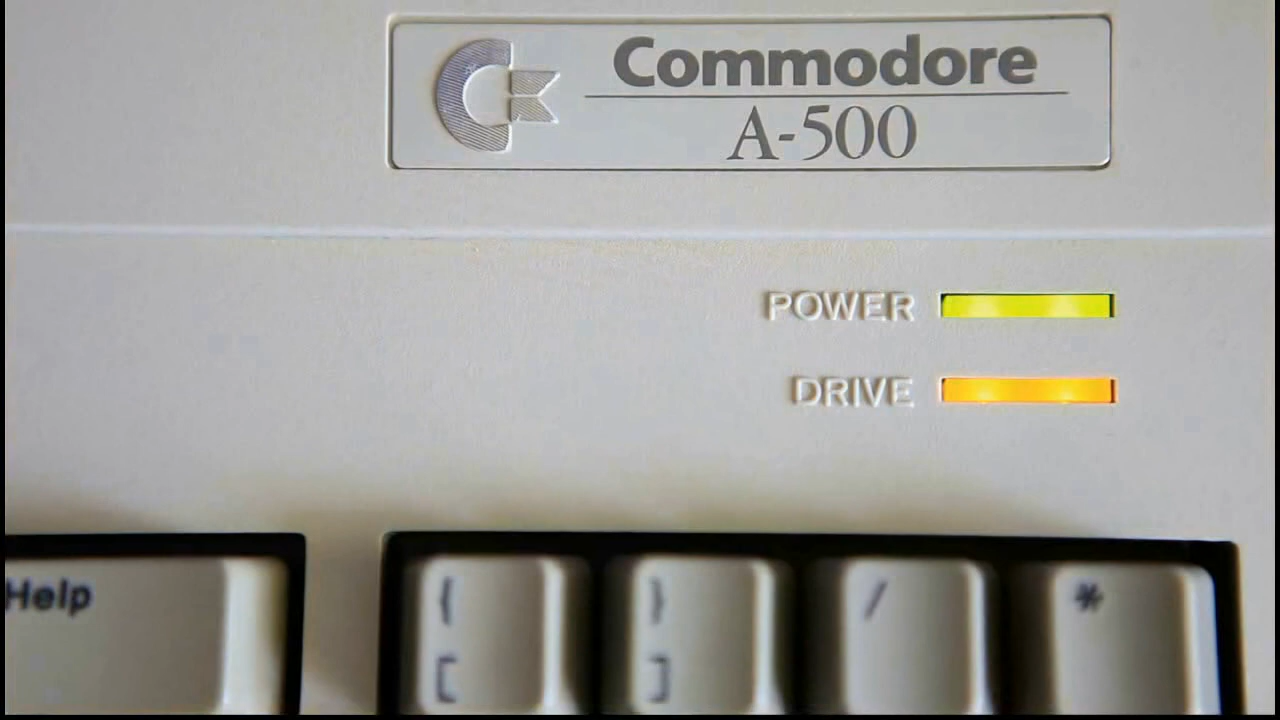 Commodore
A-500
POWER
DRIVE
Help
{
[
}
]
/
*